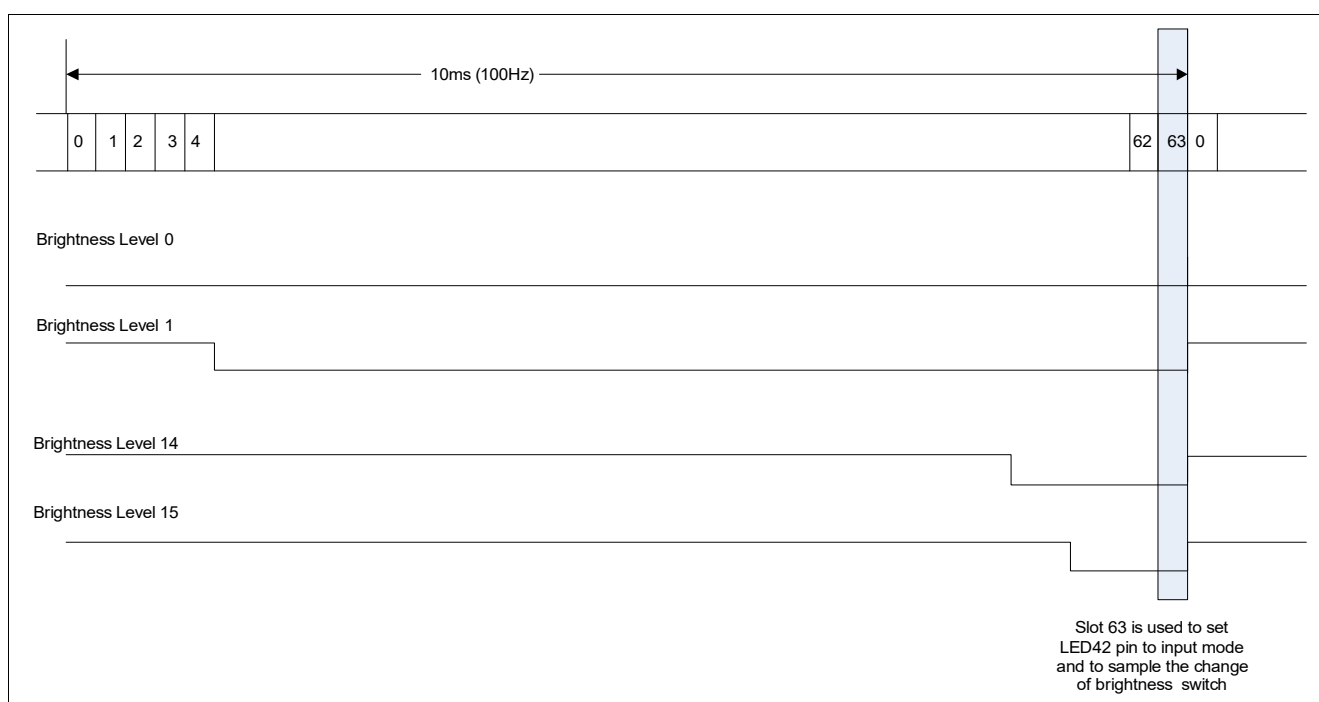 10ms (100Hz)
0 1 2 3 4 62 63 0
Brightness Level 0
Brightness Level 1
Brightness Level 14
Brightness Level 15
Slot 63 is used to set
LED42 pin to input mode
and to sample the change
of brightness switch